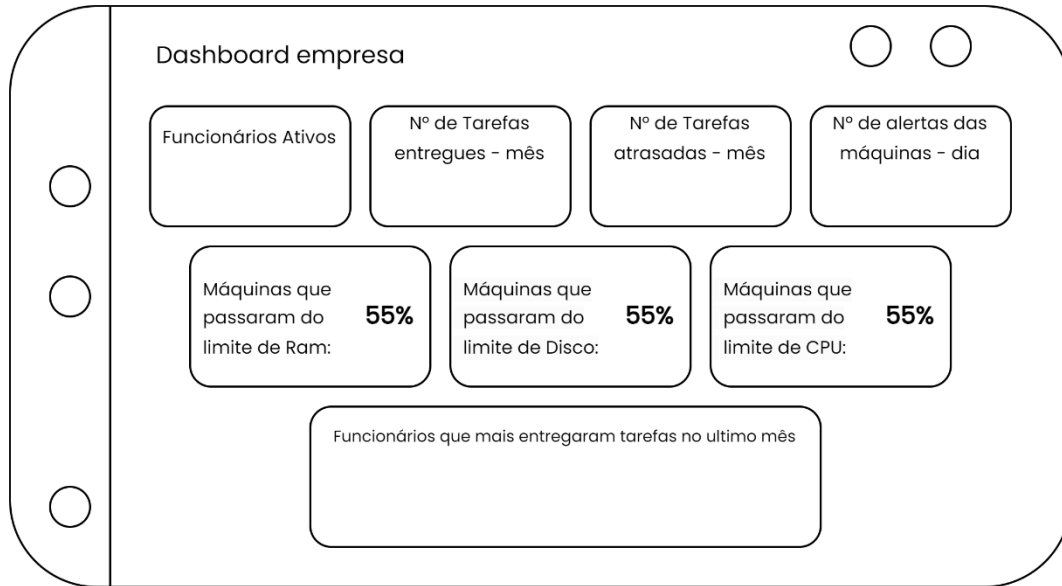 Dashboard empresa
Funcionários Ativos
Nº de Tarefas
entregues - mês
Nº de Tarefas
atrasadas - mês
Nº de alertas das
máquinas - dia
Máquinas que
passaram do
limite de Ram:
55%
Máquinas que
passaram do
limite de Disco:
55%
Máquinas que
passaram do
limite de CPU:
55%
Funcionários que mais entregaram tarefas no ultimo mês